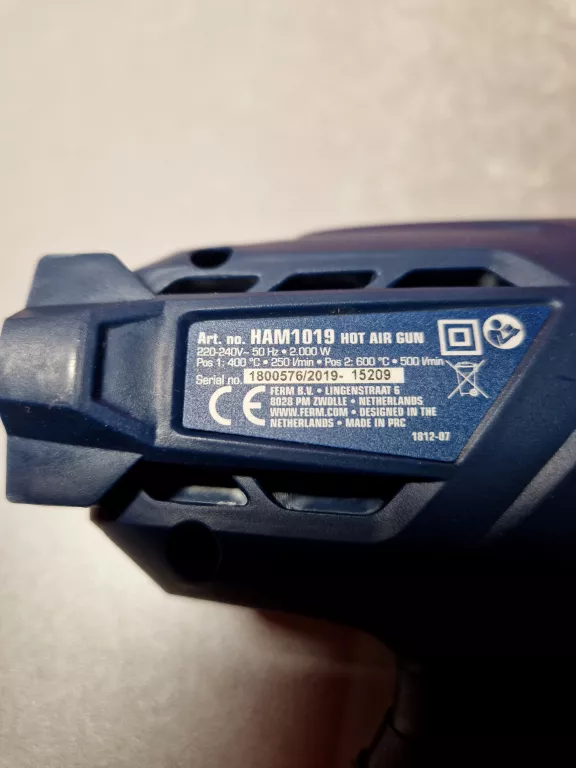 Art. no. HAM1019 HOT AIR GUN
220-240V~ 50 Hz • 2.000 W
Pos 1: 400 °C • 250 l/min • Pos 2: 600 °C • 500 l/min
Serial no. 1800576/2019- 15209
CE
FERM B.V. • LINGENSTRAAT 6
8028 PM ZWOLLE • NETHERLANDS
WWW.FERM.COM • DESIGNED IN THE
NETHERLANDS • MADE IN PRC
1812-07